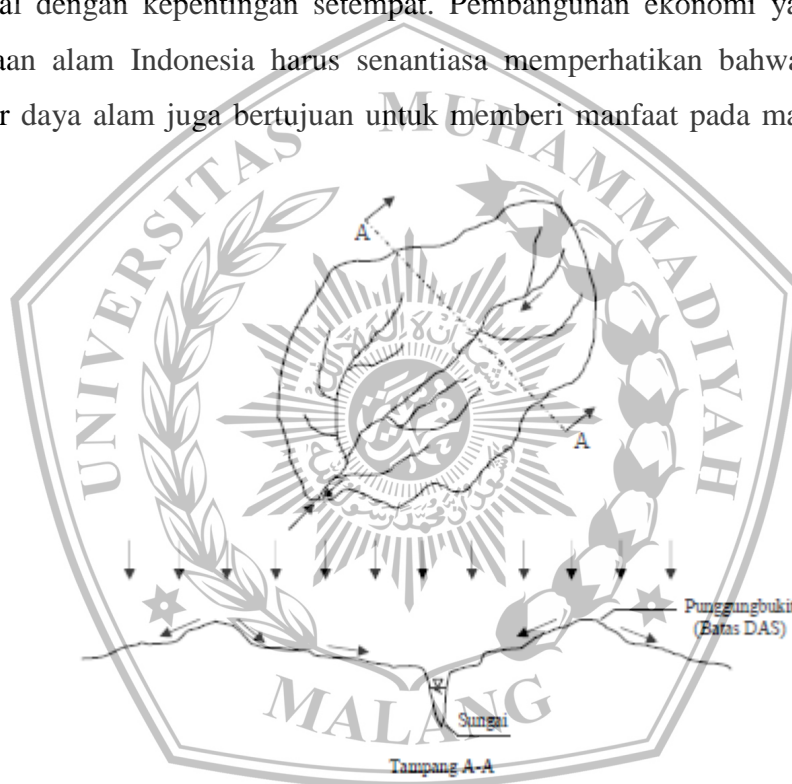 al dengan kepentingan setempat. Pembangunan ekonomi ya
aan alam Indonesia harus senantiasa memperhatikan bahwa
r daya alam juga bertujuan untuk memberi manfaat pada ma
UNIVERSITAS MUHAMMADIYAH
A
A
Punggungbukit
(Batas DAS)
Sungai
MALANG
Tampang A-A